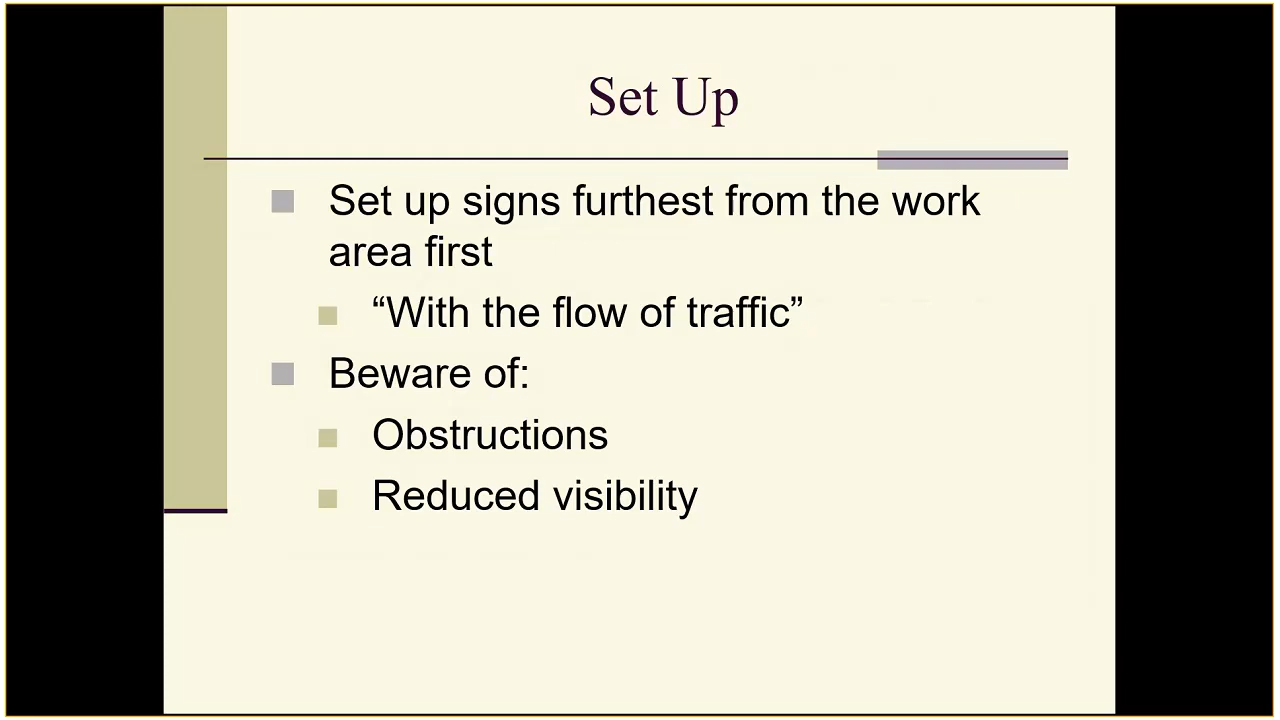 Set Up
Set up signs furthest from the work
area first
“With the flow of traffic”
Beware of:
Obstructions
Reduced visibility